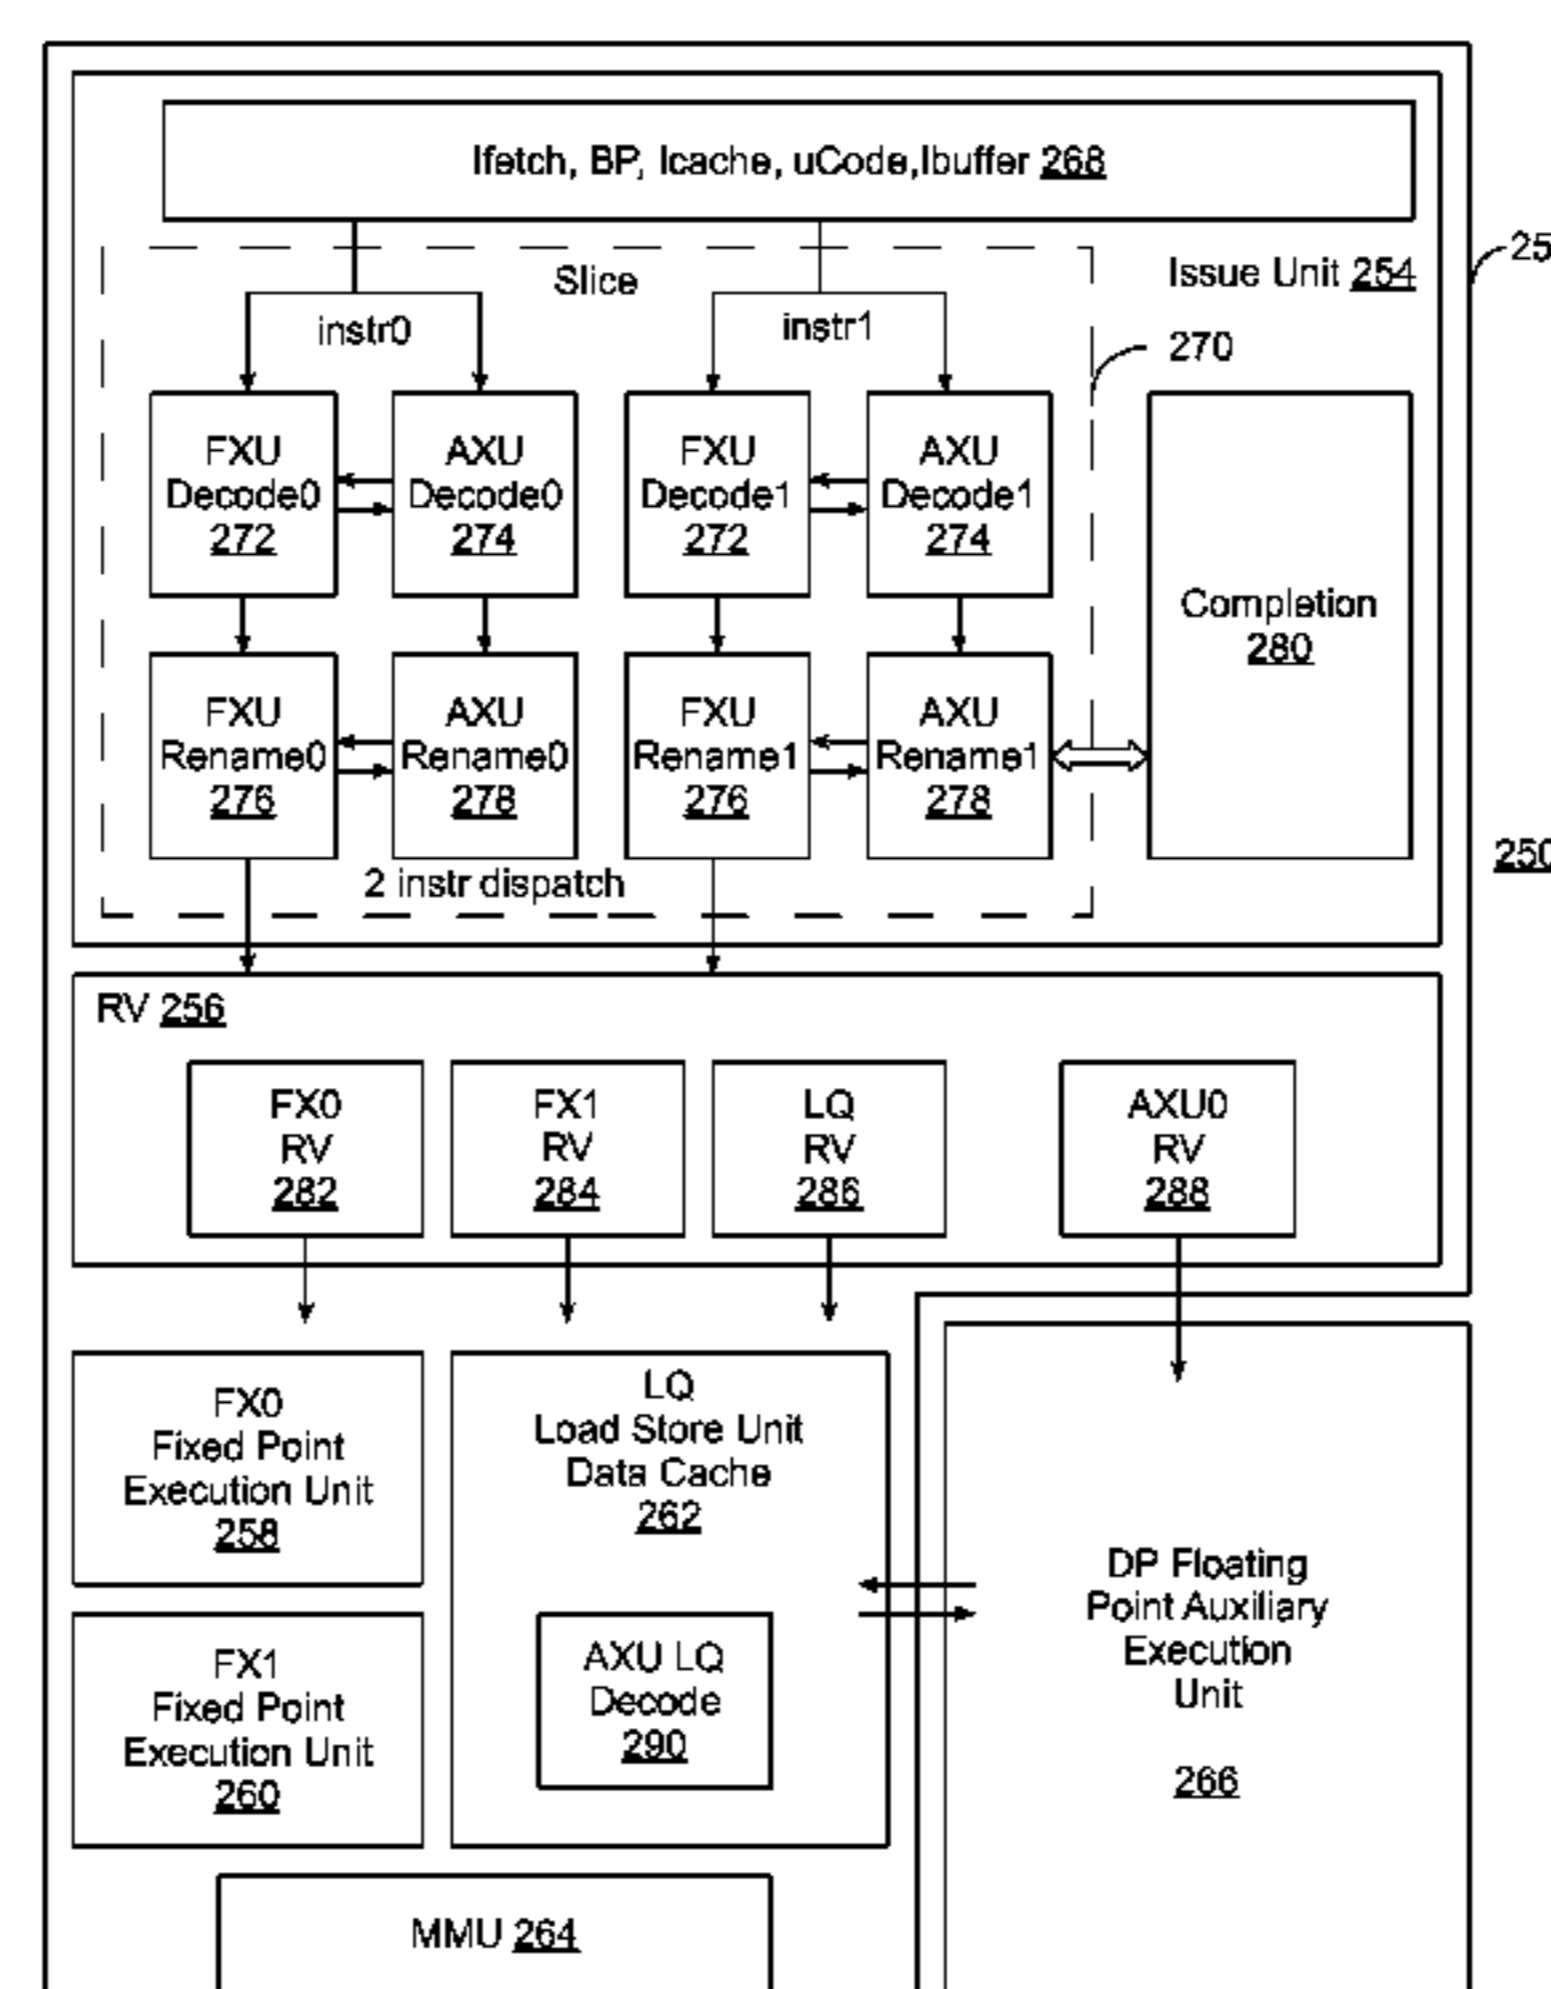 Ifetch, BP, Icache, uCode,Ibuffer 268
Slice
Issue Unit 254
25
instr0
instr1
270
FXU
Decode0
272
AXU
Decode0
274
FXU
Decode1
272
AXU
Decode1
274
Completion
280
FXU
Rename0
276
AXU
Rename0
278
FXU
Rename1
276
AXU
Rename1
278
2 instr dispatch
250
RV 256
FX0
RV
282
FX1
RV
284
LQ
RV
286
AXU0
RV
288
FX0
Fixed Point
Execution Unit
258
LQ
Load Store Unit
Data Cache
262
DP Floating
Point Auxiliary
Execution
Unit
266
FX1
Fixed Point
Execution Unit
260
AXU LQ
Decode
290
MMU 264